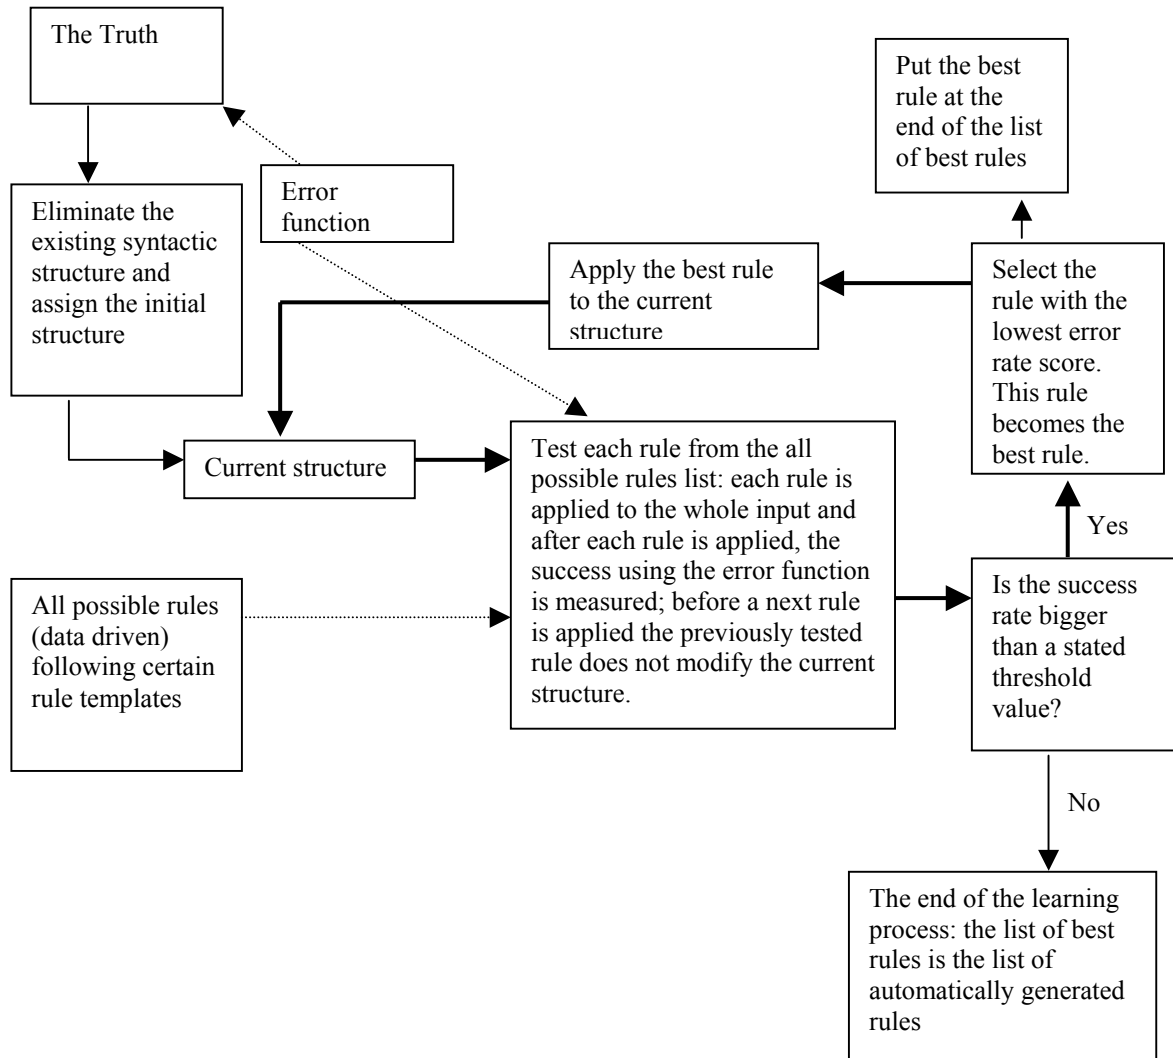 The Truth
Put the best
rule at the
end of the list
of best rules
Error
function
Eliminate the
existing syntactic
structure and
assign the initial
structure
Apply the best rule
to the current
structure
Select the
rule with the
lowest error
rate score.
This rule
becomes the
best rule.
Current structure
Test each rule from the all
possible rules list: each rule is
applied to the whole input and
after each rule is applied, the
success using the error function
is measured; before a next rule
is applied the previously tested
rule does not modify the current
structure.
Yes
All possible rules
(data driven)
following certain
rule templates
Is the success
rate bigger
than a stated
threshold
value?
No
The end of the learning
process: the list of best
rules is the list of
automatically generated
rules